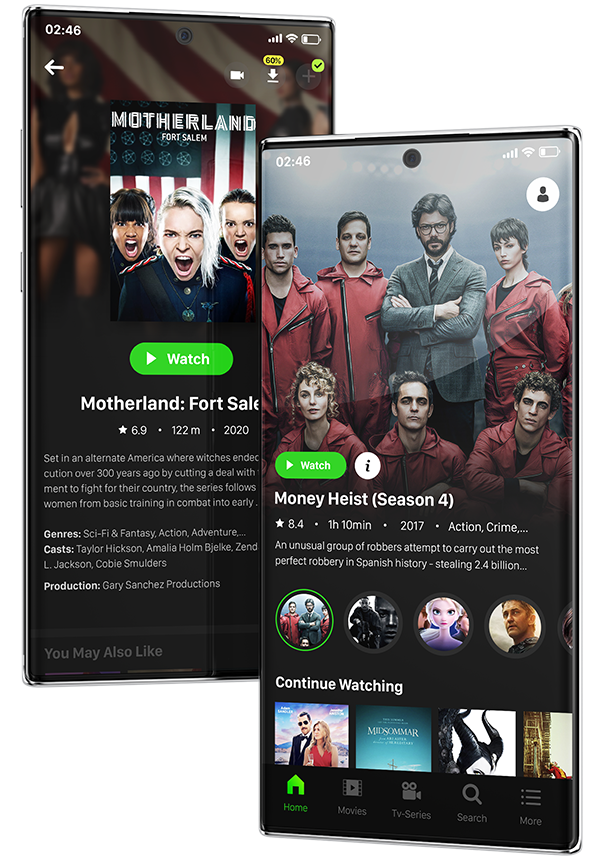 02:46
60%
MOTHERLAND
FORT SALEM
Watch
Motherland: Fort Sale
6.9 • 122 m • 2020
Set in an alternate America where witches ended
cution over 300 years ago by cutting a deal with
ment to fight for their country, the series follows
women from basic training in combat into early .
Genres: Sci-Fi & Fantasy, Action, Adventure,...
Casts: Taylor Hickson, Amalia Holm Bjelke, Zend
L. Jackson, Cobie Smulders
Production: Gary Sanchez Productions
You May Also Like
02:46
Watch
i
Money Heist (Season 4)
8.4 • 1h 10min • 2017 • Action, Crime,...
An unusual group of robbers attempt to carry out the most
perfect robbery in Spanish history - stealing 2.4 billion...
Continue Watching
MIDSOMMAR
Home
Movies
Tv-Series
Search
More